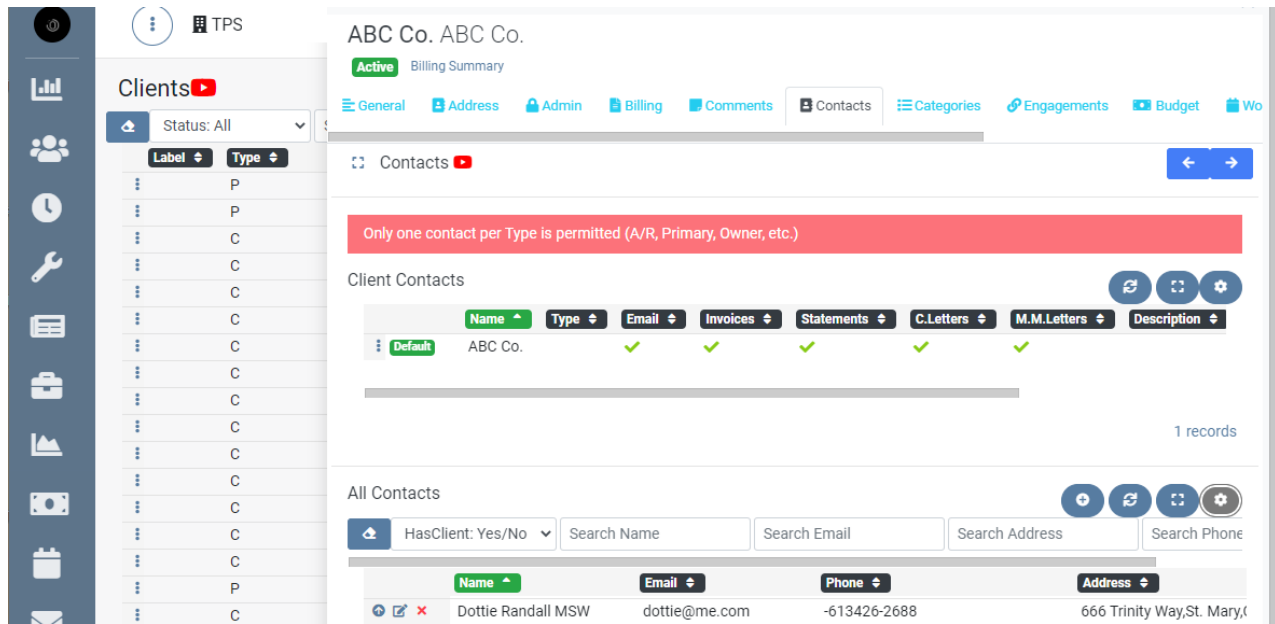 TPS
Clients
Status: All
Label Type
P
P
C
C
C
C
C
C
C
C
C
C
C
C
C
P
C
ABC Co. ABC Co.
Active Billing Summary
General Address Admin Billing Comments Contacts Categories Engagements Budget Wo
Contacts
Only one contact per Type is permitted (A/R, Primary, Owner, etc.)
Client Contacts
Name Type Email Invoices Statements C.Letters M.M.Letters Description
Default ABC Co.
1 records
All Contacts
HasClient: Yes/No Search Name Search Email Search Address Search Phone
Name Email Phone Address
Dottie Randall MSW dottie@me.com -613426-2688 666 Trinity Way,St. Mary,